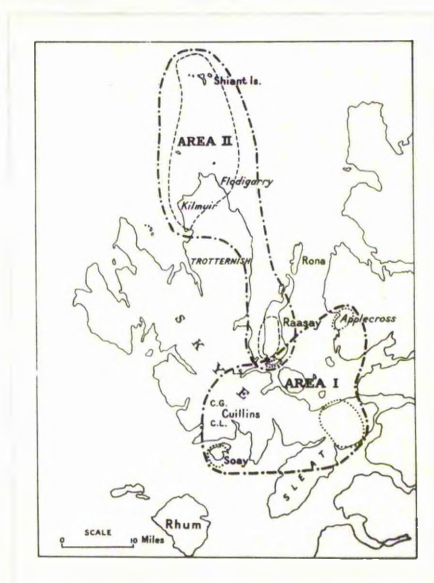 Shiant Is.
AREA II
Flodigarry
Kilmuir
TROTTERNISH
Rona
Raasay
Applecross
SKYE
AREA I
C.G.
Cuillins
C.L.
Soay
SLEAT
Rhum
SCALE
0 10 Miles